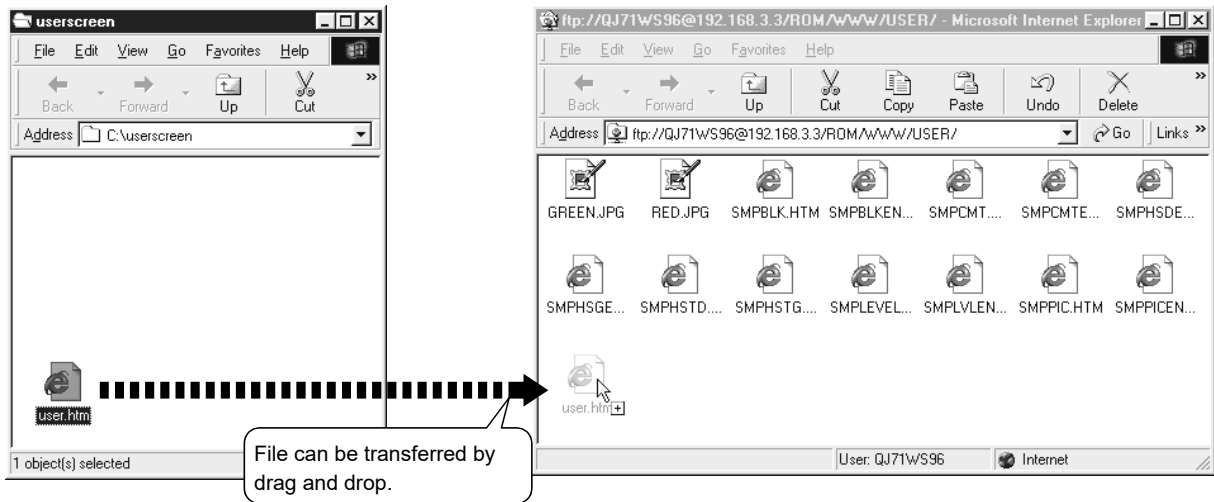 userscreen
File Edit View Go Favorites Help
Back Forward Up Cut »
Address C:\userscreen
user.htm
1 object(s) selected
ftp://QJ71WS96@192.168.3.3/ROM/WWW/USER/ - Microsoft Internet Explorer
File Edit View Go Favorites Help
Back Forward Up Cut Copy Paste Undo Delete »
Address ftp://QJ71WS96@192.168.3.3/ROM/WWW/USER/ Go Links »
GREEN.JPG RED.JPG SMPBLK.HTM SMPBLKEN... SMPCMT.... SMPCMTE... SMPHSDE...
SMPHSGE... SMPHSTD.... SMPHSTG.... SMPLEVEL... SMPLVLEN... SMPPIC.HTM SMPPICEN...
user.htm
User: QJ71WS96 Internet
File can be transferred by
drag and drop.